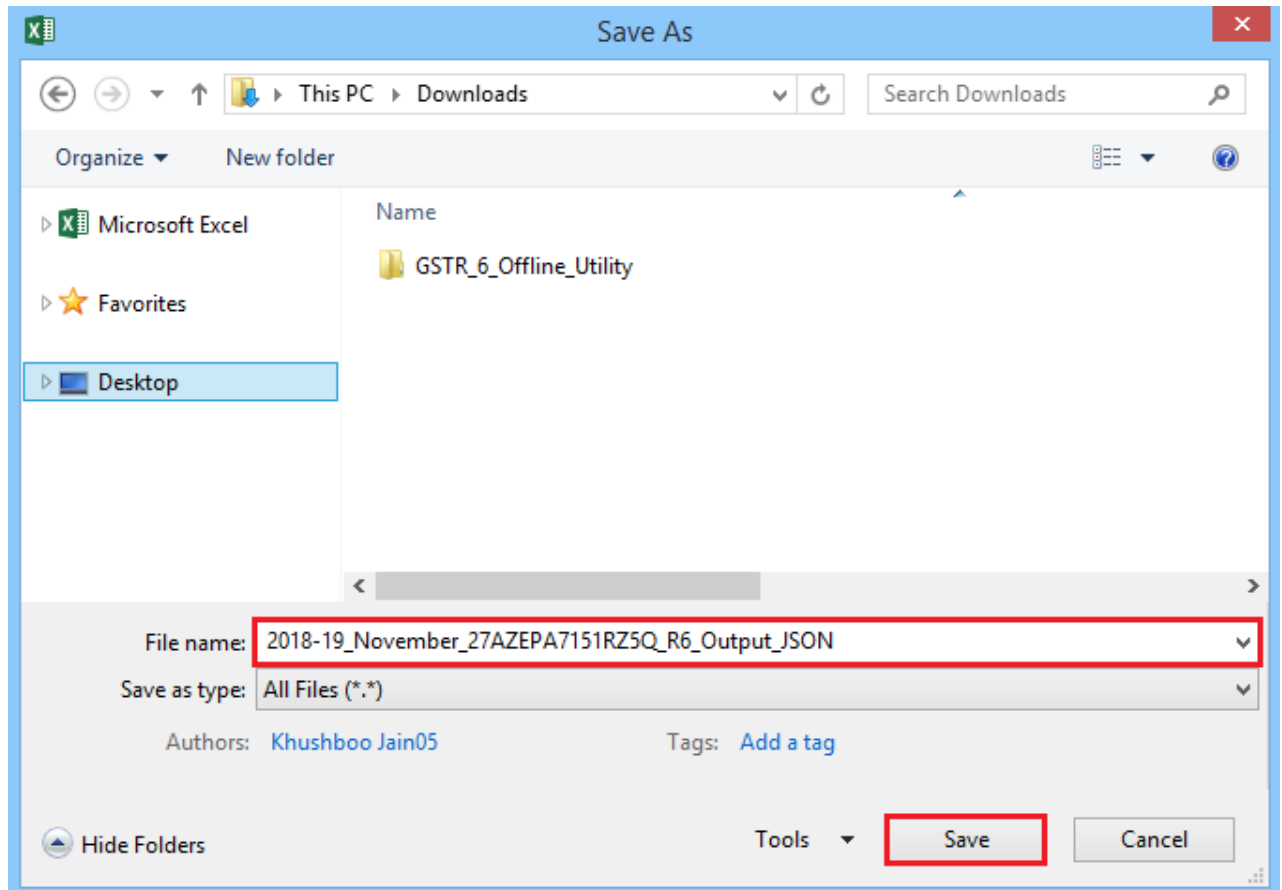 Save As
This PC Downloads
Search Downloads
Organize
New folder
Name
Microsoft Excel
GSTR_6_Offline_Utility
Favorites
Desktop
File name: 2018-19_November_27AZEPA7151RZ5Q_R6_Output_JSON
Save as type: All Files (*.*)
Authors: Khushboo Jain05
Tags: Add a tag
Hide Folders
Tools
Save
Cancel